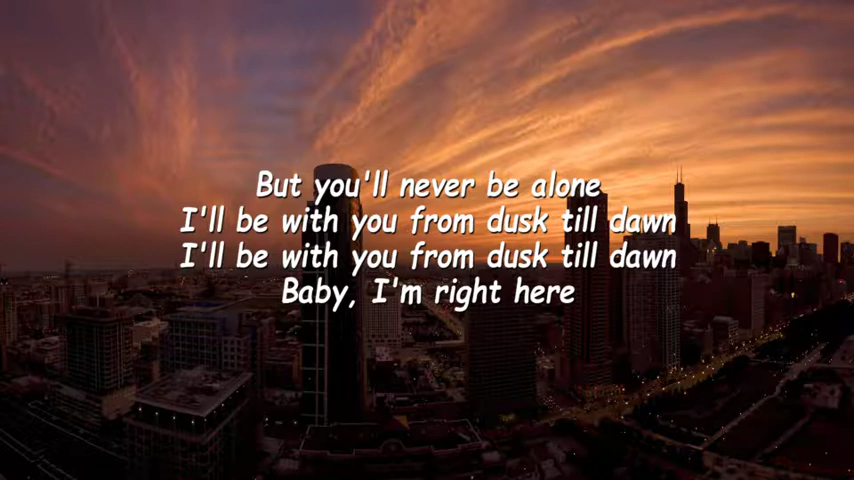 But you'll never be alone
I'll be with you from dusk till dawn
I'll be with you from dusk till dawn
Baby, I'm right here